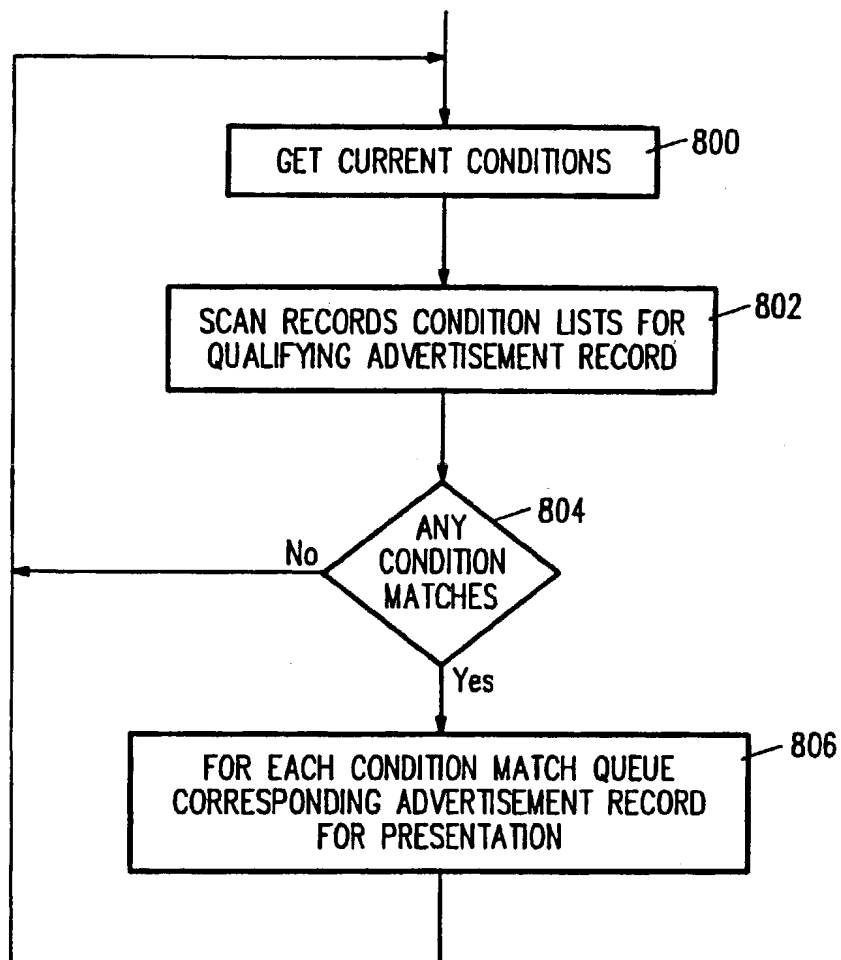 GET CURRENT CONDITIONS
800
SCAN RECORDS CONDITION LISTS FOR
QUALIFYING ADVERTISEMENT RECORD
802
804
ANY
CONDITION
MATCHES
No
Yes
FOR EACH CONDITION MATCH QUEUE
CORRESPONDING ADVERTISEMENT RECORD
FOR PRESENTATION
806